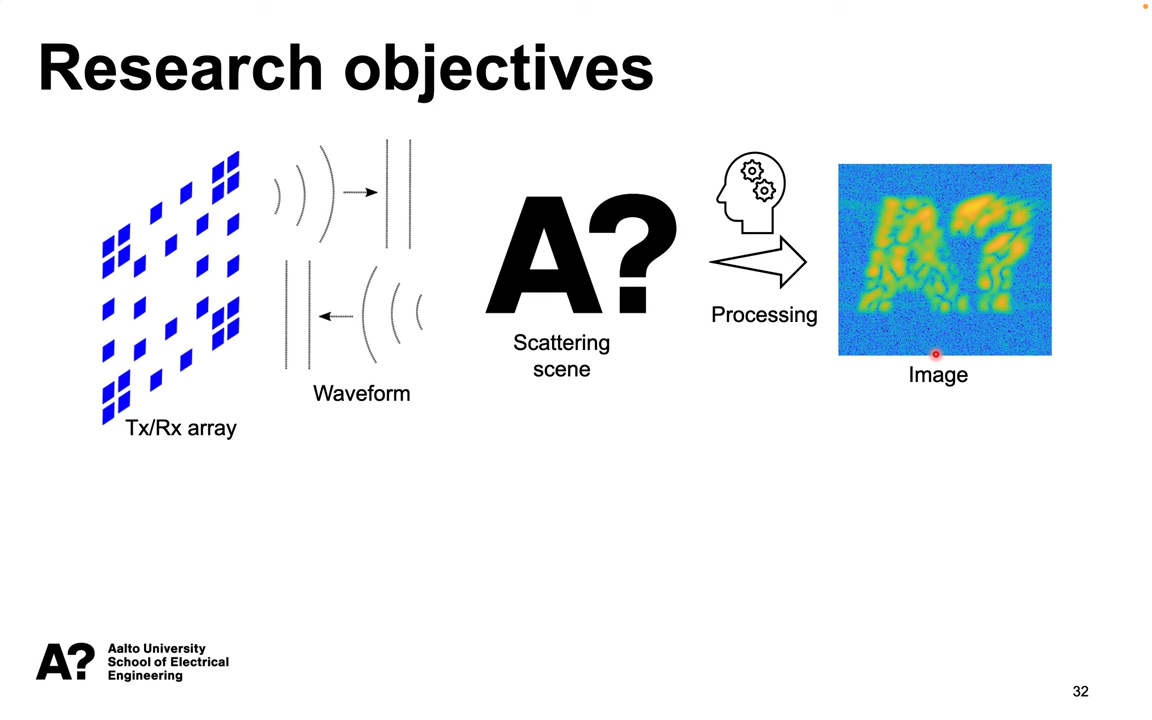 Research objectives
Tx/Rx array
Waveform
A?
Scattering
scene
Processing
A?
Image
A?
Aalto University
School of Electrical
Engineering
32